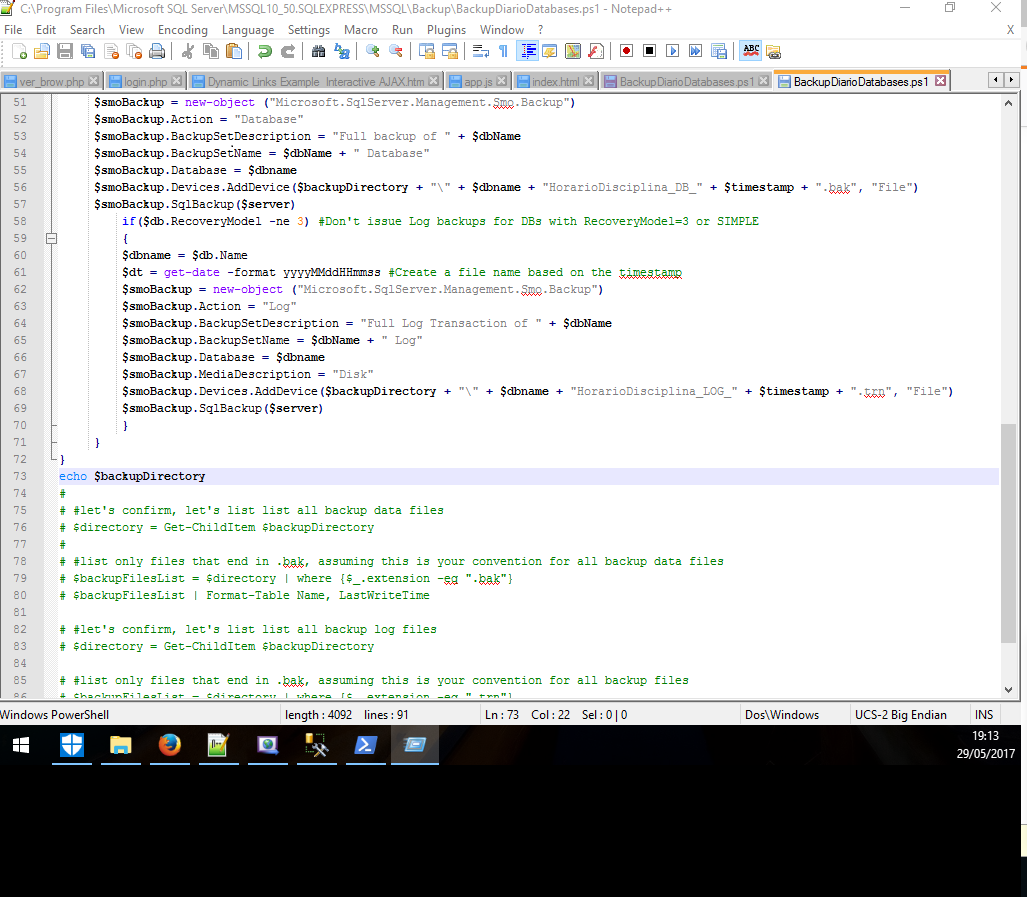 C:\Program Files\Microsoft SQL Server\MSSQL10_50.SQLEXPRESS\MSSQL\Backup\BackupDiarioDatabases.ps1 - Notepad++
File Edit Search View Encoding Language Settings Macro Run Plugins Window ? X
ver_brow.php login.php Dynamic Links Example Interactive AJAX.htm app.js index.html BackupDiarioDatabases.ps1 BackupDiarioDatabases.ps1
51 $smoBackup = new-object ("Microsoft.SqlServer.Management.Smo.Backup")
52 $smoBackup.Action = "Database"
53 $smoBackup.BackupSetDescription = "Full backup of " + $dbName
54 $smoBackup.BackupSetName = $dbName + " Database"
55 $smoBackup.Database = $dbname
56 $smoBackup.Devices.AddDevice($backupDirectory + "\" + $dbname + "HorarioDisciplina_DB_" + $timestamp + ".bak", "File")
57 $smoBackup.SqlBackup($server)
58 if($db.RecoveryModel -ne 3) #Don't issue Log backups for DBs with RecoveryModel=3 or SIMPLE
59 {
60 $dbname = $db.Name
61 $dt = get-date -format yyyyMMddHHmmss #Create a file name based on the timestamp
62 $smoBackup = new-object ("Microsoft.SqlServer.Management.Smo.Backup")
63 $smoBackup.Action = "Log"
64 $smoBackup.BackupSetDescription = "Full Log Transaction of " + $dbName
65 $smoBackup.BackupSetName = $dbName + " Log"
66 $smoBackup.Database = $dbname
67 $smoBackup.MediaDescription = "Disk"
68 $smoBackup.Devices.AddDevice($backupDirectory + "\" + $dbname + "HorarioDisciplina_LOG_" + $timestamp + ".trn", "File")
69 $smoBackup.SqlBackup($server)
70 }
71 }
72 }
73 echo $backupDirectory
74 #
75 # #let's confirm, let's list list all backup data files
76 # $directory = Get-ChildItem $backupDirectory
77 #
78 # #list only files that end in .bak, assuming this is your convention for all backup data files
79 # $backupFilesList = $directory | where {$_.extension -eq ".bak"}
80 # $backupFilesList | Format-Table Name, LastWriteTime
81
82 # #let's confirm, let's list list all backup log files
83 # $directory = Get-ChildItem $backupDirectory
84
85 # #list only files that end in .bak, assuming this is your convention for all backup files
86 # $backupFilesList = $directory | where {$_.extension -eq ".trn"}
Windows PowerShell length : 4092 lines : 91 Ln : 73 Col : 22 Sel : 0 | 0 Dos\Windows UCS-2 Big Endian INS
19:13
29/05/2017